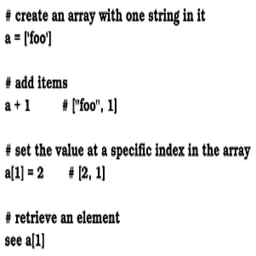 # create an array with one string in it
a = ['foo']
# add items
a + 1 # ["foo", 1]
# set the value at a specific index in the array
a[1] = 2 # [2, 1]
# retrieve an element
see a[1]